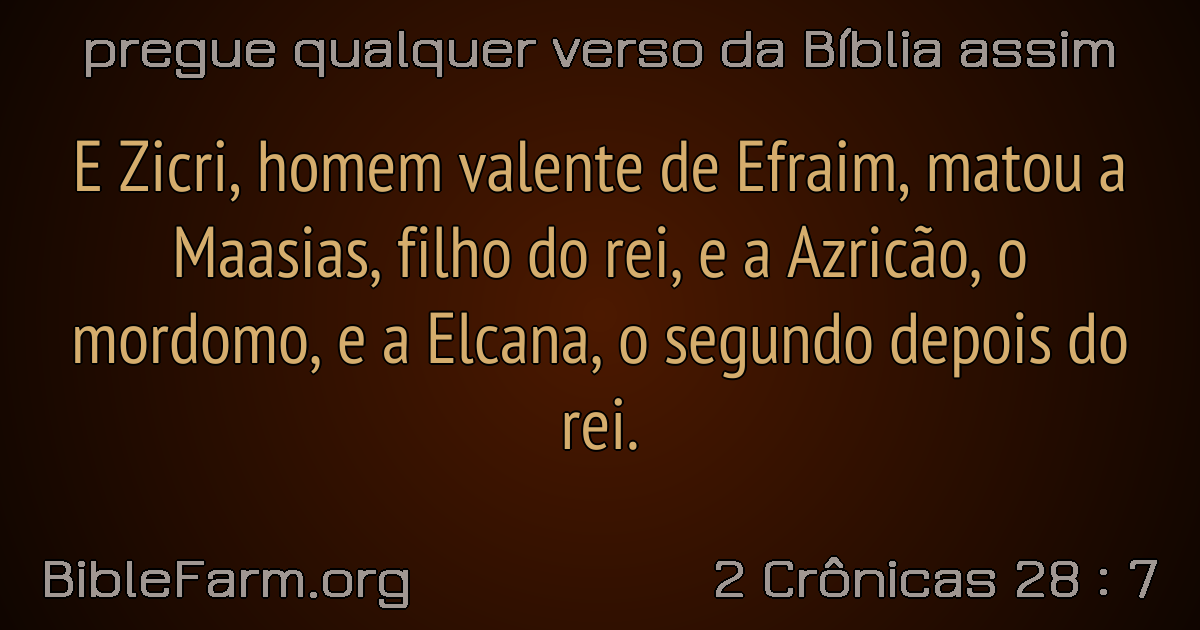 pregue qualquer verso da Bíblia assim
E Zicri, homem valente de Efraim, matou a
Maasias, filho do rei, e a Azricão, o
mordomo, e a Elcana, o segundo depois do
rei.
BibleFarm.org
2 Crônicas 28 : 7